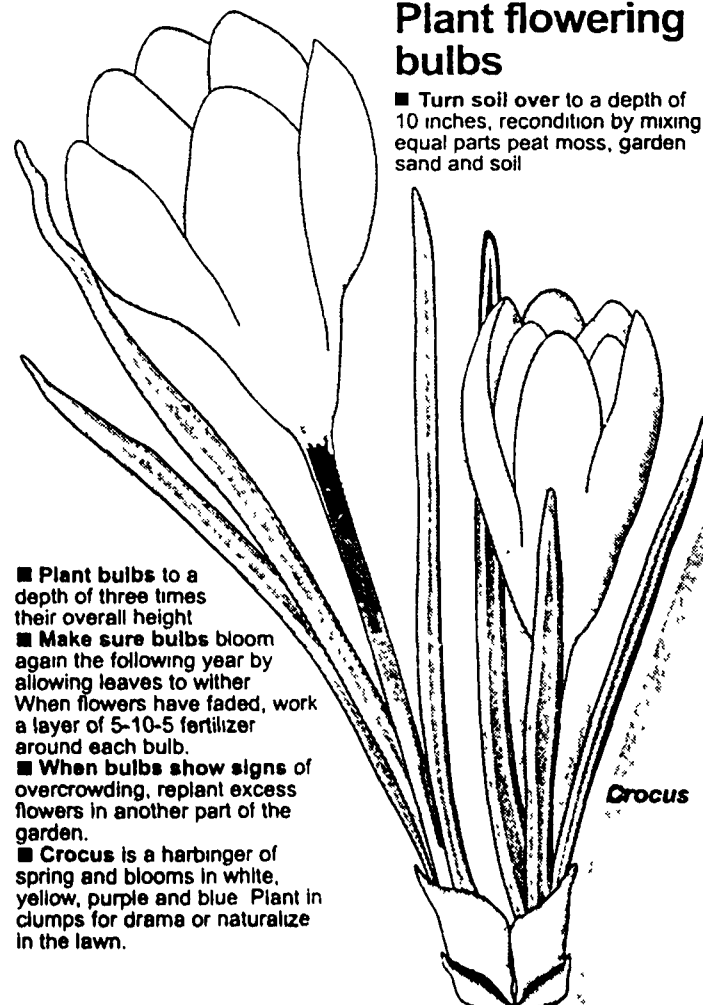 Plant flowering
bulbs
■ Turn soil over to a depth of
10 inches, recondition by mixing
equal parts peat moss, garden
sand and soil
■ Plant bulbs to a
depth of three times
their overall height
■ Make sure bulbs bloom
again the following year by
allowing leaves to wither
When flowers have faded, work
a layer of 5-10-5 fertilizer
around each bulb.
■ When bulbs show signs of
overcrowding, replant excess
flowers in another part of the
garden.
■ Crocus is a harbinger of
spring and blooms in white,
yellow, purple and blue Plant in
clumps for drama or naturalize
in the lawn.
Crocus